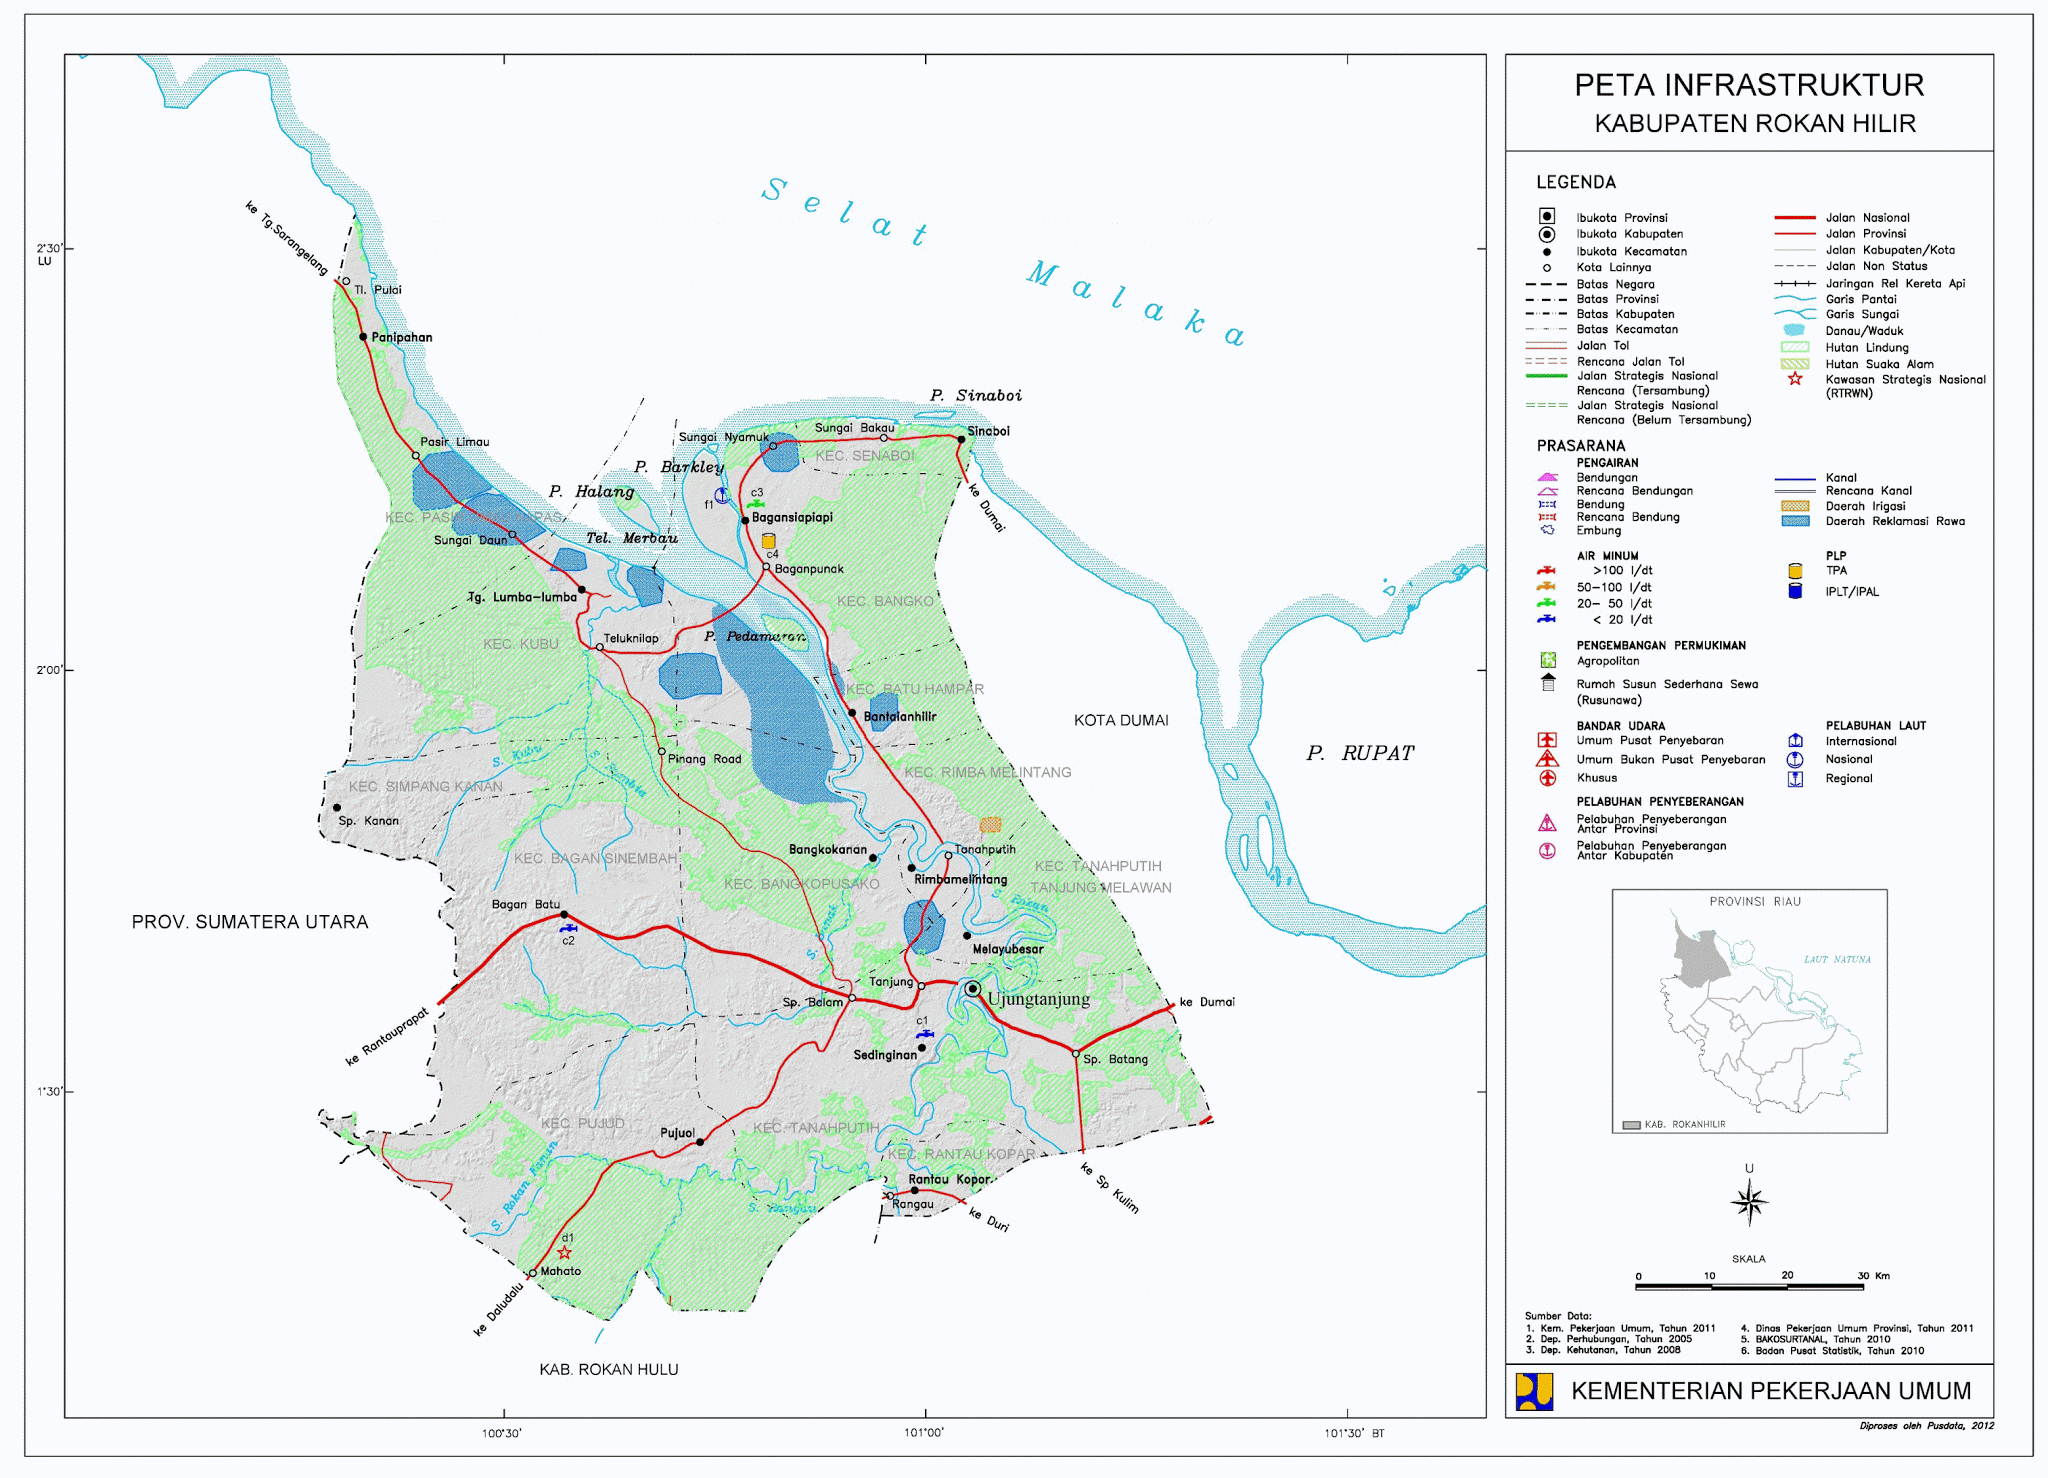 PETA INFRASTRUKTUR
KABUPATEN ROKAN HILIR
LEGENDA
Ibukota Provinsi
Ibukota Kabupaten
Ibukota Kecamatan
Kota Lainnya
Batas Negara
Batas Provinsi
Batas Kabupaten
Batas Kecamatan
Jalan Tol
Rencana Jalan Tol
Jalan Strategis Nasional
Rencana (Tersambung)
Jalan Strategis Nasional
Rencana (Belum Tersambung)
Jalan Nasional
Jalan Provinsi
Jalan Kabupaten/Kota
Jalan Non Status
Jaringan Rel Kereta Api
Garis Pantai
Garis Sungai
Danau/Waduk
Hutan Lindung
Hutan Suaka Alam
Kawasan Strategis Nasional
(RTRWN)
PRASARANA
PENGAIRAN
Bendungan
Rencana Bendungan
Bendung
Rencana Bendung
Embung
Kanal
Rencana Kanal
Daerah Irigasi
Daerah Reklamasi Rawa
AIR MINUM
>100 l/dt
50-100 l/dt
20- 50 l/dt
< 20 l/dt
PLP
TPA
IPLT/IPAL
PENGEMBANGAN PERMUKIMAN
Agropolitan
Rumah Susun Sederhana Sewa
(Rusunawa)
BANDAR UDARA
Umum Pusat Penyebaran
Umum Bukan Pusat Penyebaran
Khusus
PELABUHAN LAUT
Internasional
Nasional
Regional
PELABUHAN PENYEBERANGAN
Pelabuhan Penyeberangan
Antar Provinsi
Pelabuhan Penyeberangan
Antar Kabupaten
PROVINSI RIAU
LAUT NATUNA
KAB. ROKANHILIR
U
SKALA
0 10 20 30 Km
Sumber Data:
1. Kem. Pekerjaan Umum, Tahun 2011
2. Dep. Perhubungan, Tahun 2005
3. Dep. Kehutanan, Tahun 2008
4. Dinas Pekerjaan Umum Provinsi, Tahun 2011
5. BAKOSURTANAL, Tahun 2010
6. Badan Pusat Statistik, Tahun 2010
KEMENTERIAN PEKERJAAN UMUM
Diproses oleh Pusdata, 2012
Selat Malaka
2°30'
LU
2°00'
1°30'
100°30'
101°00'
101°30' BT
ke Tg.Sarangelang
Tl. Pulai
Panipahan
Pasir Limau
Sungai Daun
P. Halang
P. Barkley
P. Sinaboi
Sungai Nyamuk
Sungai Bakau
Sinaboi
KEC. SENABOI
ke Dumai
f1
c3
Bagansiapiapi
c4
Baganpunak
Tel. Merbau
Tg. Lumba-lumba
KEC. BANGKO
KEC. KUBU
Teluknilap
P. Pedamaran
KEC. BATU HAMPAR
Bantaianhilir
KOTA DUMAI
P. RUPAT
S. Kubu
Pinang Road
KEC. RIMBA MELINTANG
KEC. SIMPANG KANAN
Sp. Kanan
KEC. BAGAN SINEMBAH
Bangkokanan
Tanahputih
KEC. TANAHPUTIH
TANJUNG MELAWAN
Rimbamelintang
KEC. BANGKOPUSAKO
S. Rokan
Bagan Batu
c2
PROV. SUMATERA UTARA
Melayubesar
Tanjung
Sp. Balam
Ujungtanjung
ke Dumai
c1
Sedinginan
Sp. Batang
ke Rantauprapat
KEC. PUJUD
Pujuol
KEC. TANAHPUTIH
KEC. RANTAU KOPAR
S. Rokan Kanan
Rantau Kopor
Rangau
S. Rangau
ke Duri
ke Sp Kulim
d1
Mahato
ke Daludalu
KAB. ROKAN HULU